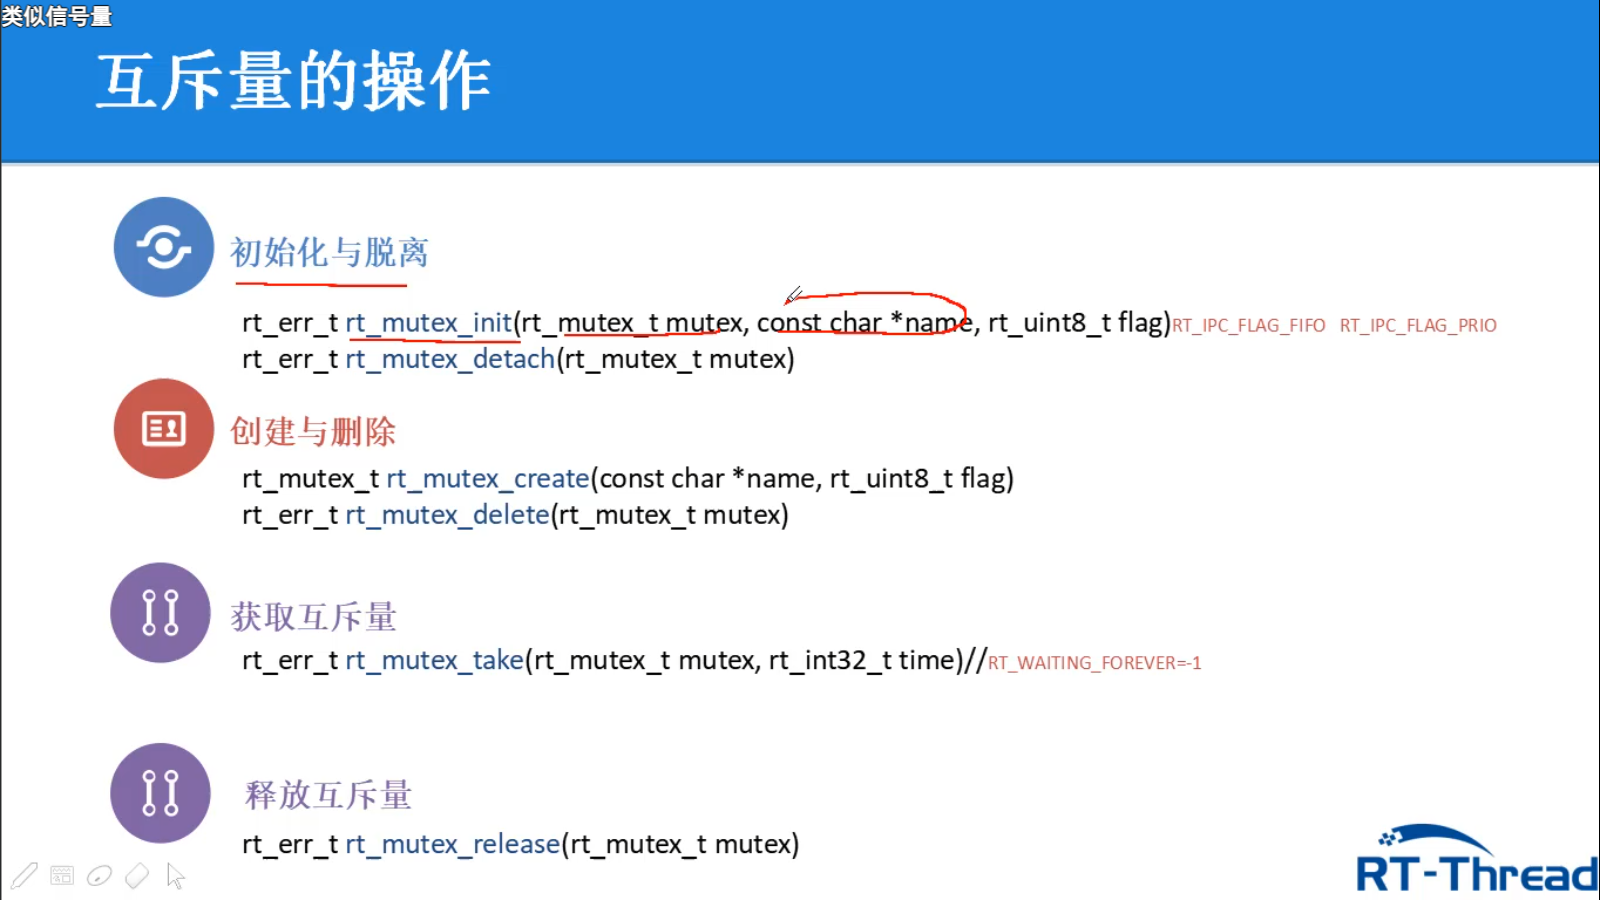 类似信号量
互斥量的操作
初始化与脱离
rt_err_t rt_mutex_init(rt_mutex_t mutex, const char *name, rt_uint8_t flag)RT_IPC_FLAG_FIFO RT_IPC_FLAG_PRIO
rt_err_t rt_mutex_detach(rt_mutex_t mutex)
创建与删除
rt_mutex_t rt_mutex_create(const char *name, rt_uint8_t flag)
rt_err_t rt_mutex_delete(rt_mutex_t mutex)
获取互斥量
rt_err_t rt_mutex_take(rt_mutex_t mutex, rt_int32_t time)//RT_WAITING_FOREVER=-1
释放互斥量
rt_err_t rt_mutex_release(rt_mutex_t mutex)
RT-Thread